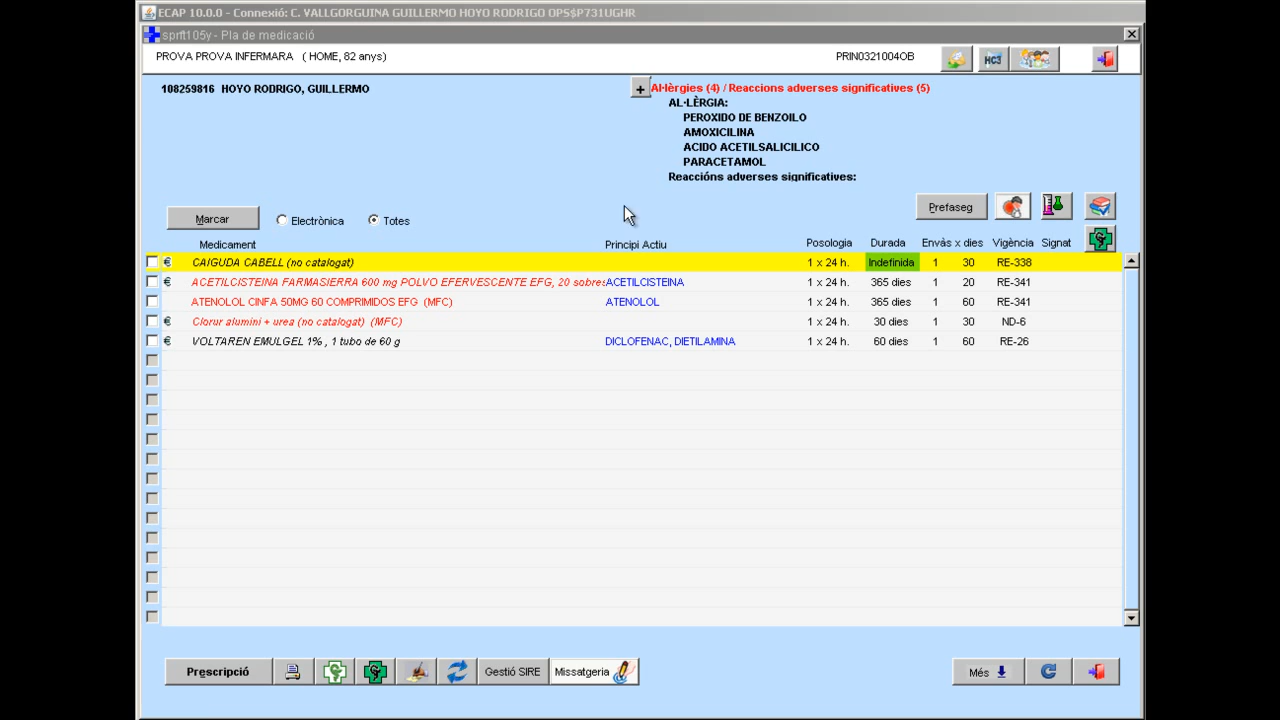 ECAP 10.0.0 - Connexió: C. VALLGORGUINA GUILLERMO HOYO RODRIGO OPS$P731UGHR
sprft105y - Pla de medicació
PROVA PROVA INFERMARA ( HOME, 82 anys) PRIN0321004OB HC3
108259816 HOYO RODRIGO, GUILLERMO
+ Al·lèrgies (4) / Reaccions adverses significatives (5)
AL·LÈRGIA:
PEROXIDO DE BENZOILO
AMOXICILINA
ACIDO ACETILSALICILICO
PARACETAMOL
Reaccións adverses significatives:
Marcar Electrònica Totes Prefaseg
Medicament Principi Actiu Posologia Durada Envàs x dies Vigència Signat
€ CAIGUDA CABELL (no catalogat) 1 x 24 h. Indefinida 1 30 RE-338
€ ACETILCISTEINA FARMASIERRA 600 mg POLVO EFERVESCENTE EFG, 20 sobres ACETILCISTEINA 1 x 24 h. 365 dies 1 20 RE-341
ATENOLOL CINFA 50MG 60 COMPRIMIDOS EFG (MFC) ATENOLOL 1 x 24 h. 365 dies 1 60 RE-341
€ Clorur alumini + urea (no catalogat) (MFC) 1 x 24 h. 30 dies 1 30 ND-6
€ VOLTAREN EMULGEL 1% , 1 tubo de 60 g DICLOFENAC, DIETILAMINA 1 x 24 h. 60 dies 1 60 RE-26
Prescripció Gestió SIRE Missatgeria Més